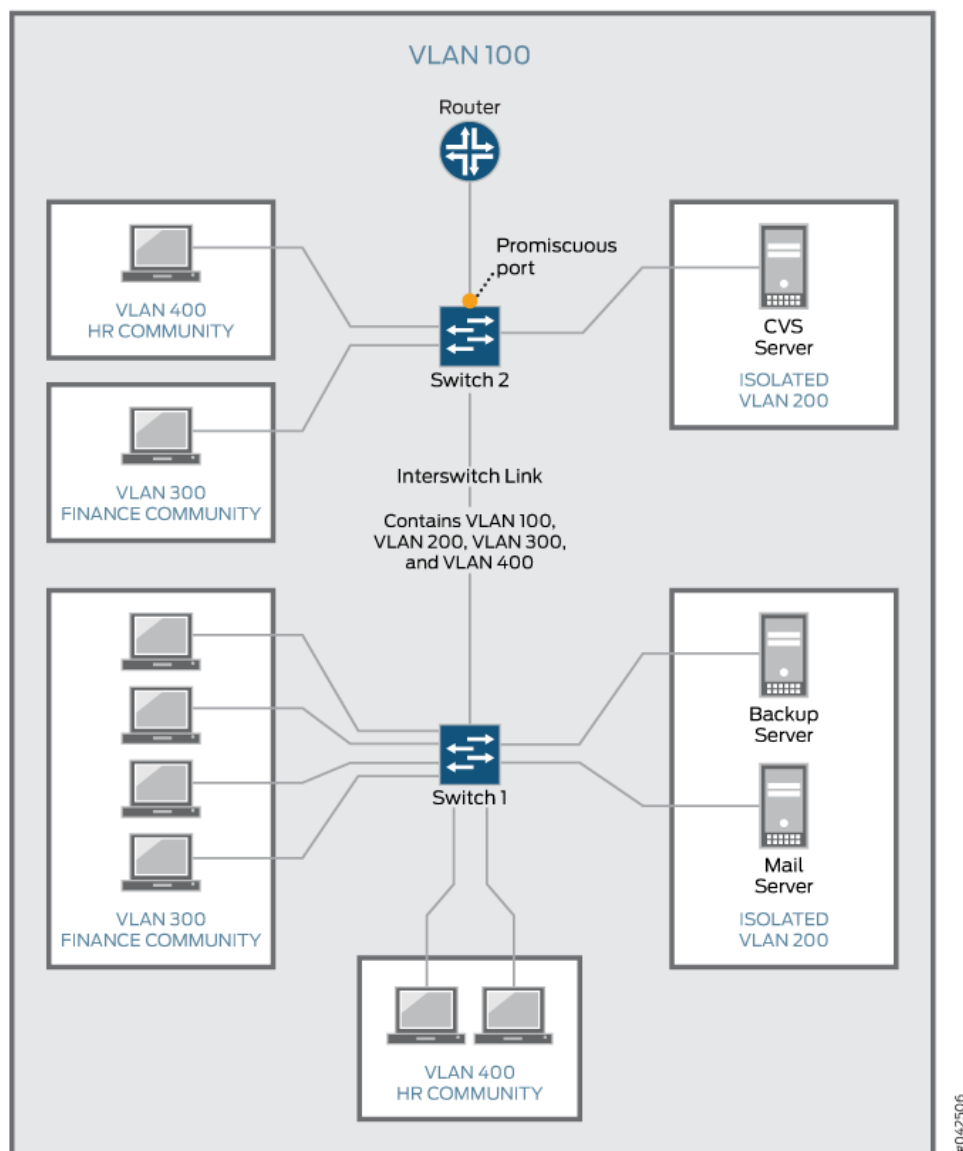 VLAN 100
Router
Promiscuous
port
VLAN 400
HR COMMUNITY
CVS
Server
ISOLATED
VLAN 200
Switch 2
VLAN 300
FINANCE COMMUNITY
Interswitch Link
Contains VLAN 100,
VLAN 200, VLAN 300,
and VLAN 400
Backup
Server
Switch 1
Mail
Server
VLAN 300
FINANCE COMMUNITY
ISOLATED
VLAN 200
VLAN 400
HR COMMUNITY
g042506